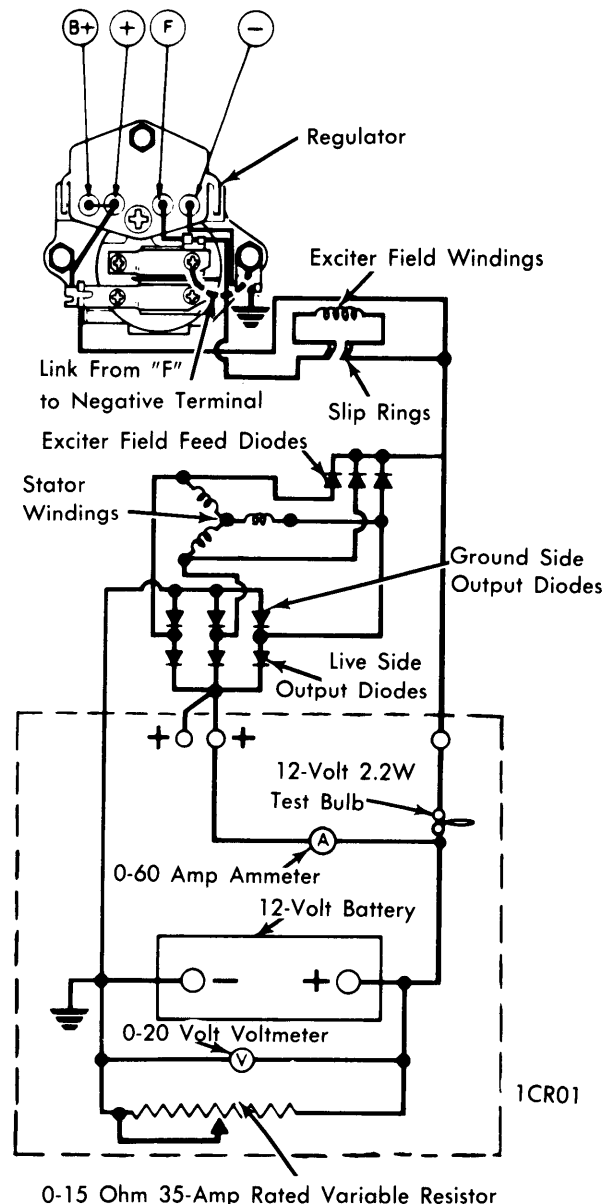 B+ + F −
Regulator
Exciter Field Windings
Link From "F"
to Negative Terminal
Slip Rings
Exciter Field Feed Diodes
Stator
Windings
Ground Side
Output Diodes
Live Side
Output Diodes
+ +
12-Volt 2.2W
Test Bulb
A
0-60 Amp Ammeter
12-Volt Battery
− +
0-20 Volt Voltmeter
V
1CR01
0-15 Ohm 35-Amp Rated Variable Resistor